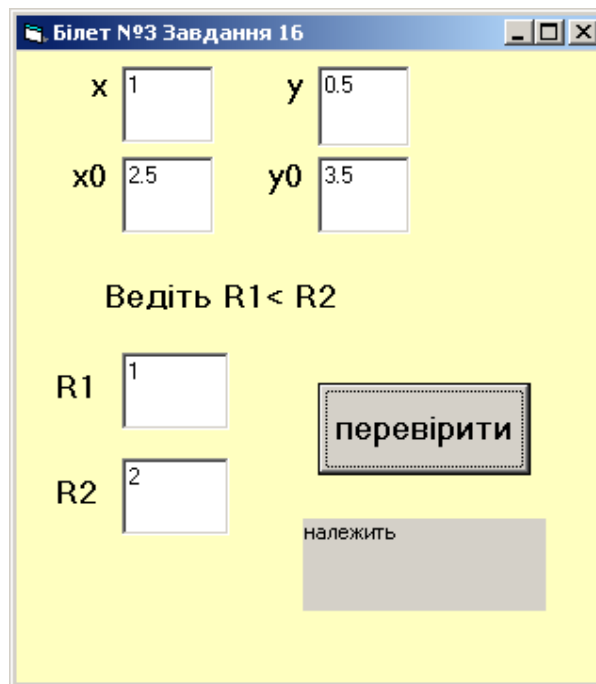 Білет №3 Завдання 16
x 1 y 0.5
x0 2.5 y0 3.5
Ведіть R1< R2
R1 1
перевірити
R2 2
належить